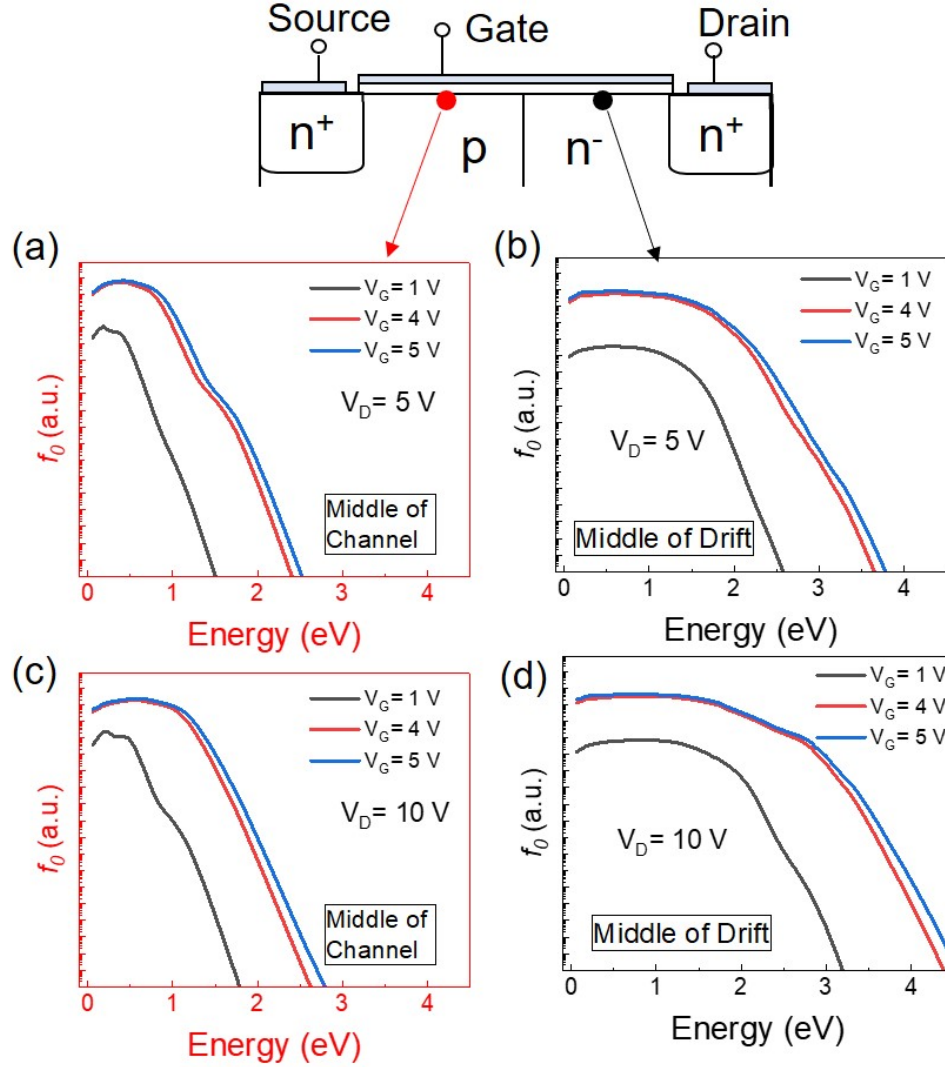 Source
Gate
Drain
n+
p
n-
n+
(a)
VG= 1 V
VG= 4 V
VG= 5 V
VD= 5 V
f0 (a.u.)
Middle of
Channel
0 1 2 3 4
Energy (eV)
(b)
VG= 1 V
VG= 4 V
VG= 5 V
VD= 5 V
f0 (a.u.)
Middle of Drift
0 1 2 3 4
Energy (eV)
(c)
VG= 1 V
VG= 4 V
VG= 5 V
VD= 10 V
f0 (a.u.)
Middle of
Channel
0 1 2 3 4
Energy (eV)
(d)
VG= 1 V
VG= 4 V
VG= 5 V
VD= 10 V
f0 (a.u.)
Middle of Drift
0 1 2 3 4
Energy (eV)